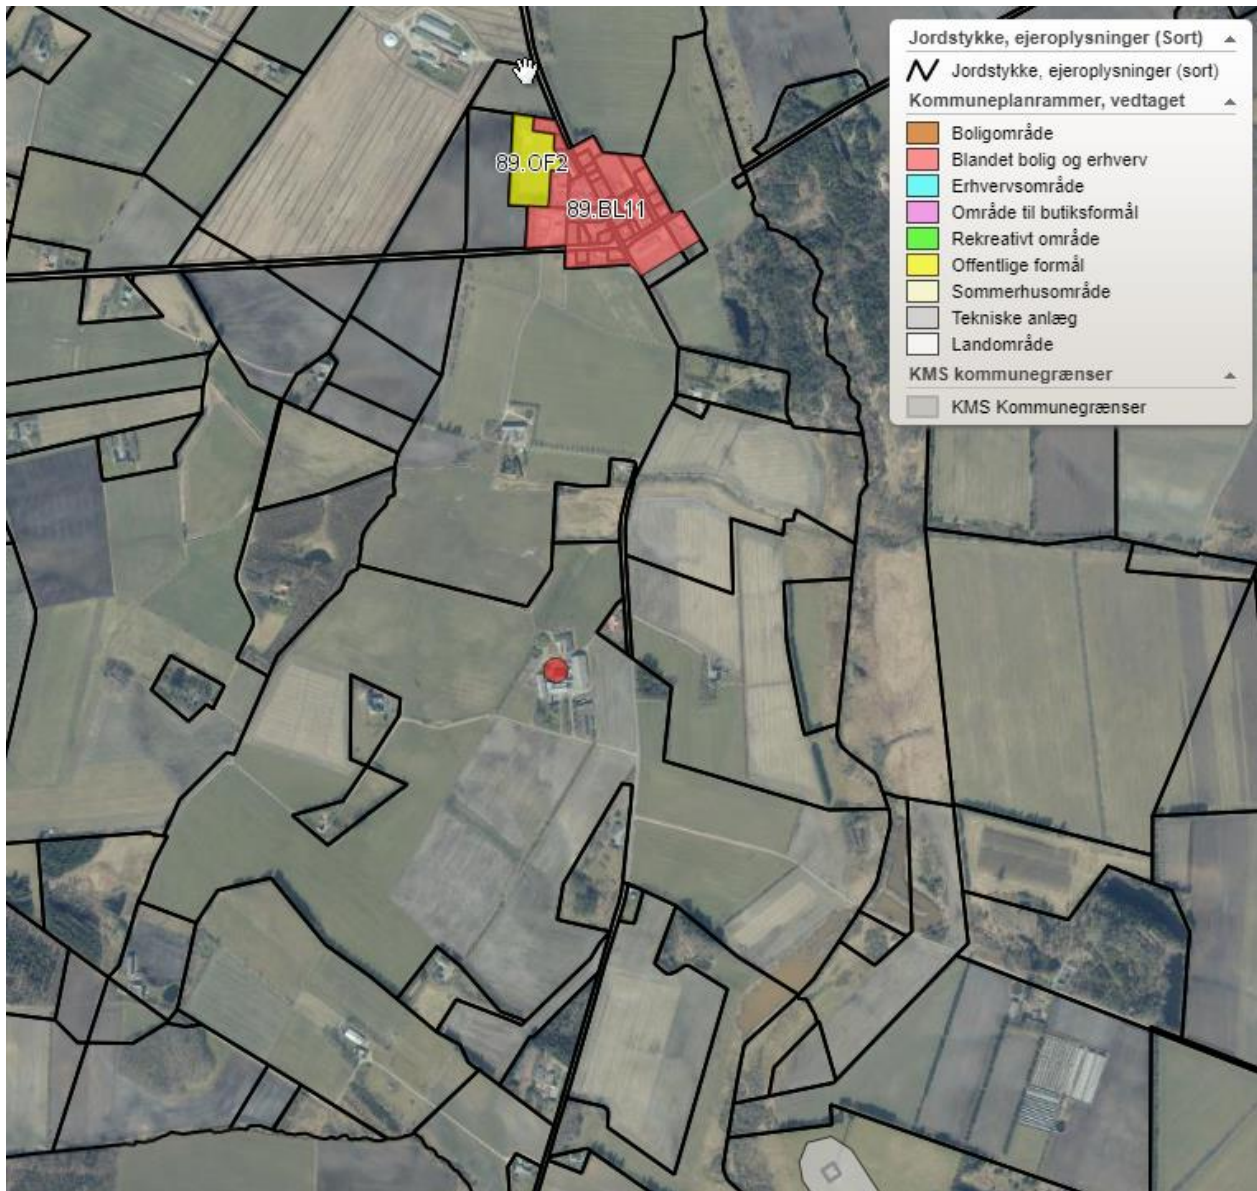 Jordstykke, ejeroplysninger (Sort)
Jordstykke, ejeroplysninger (sort)
Kommuneplanrammer, vedtaget
Boligområde
Blandet bolig og erhverv
Erhvervsområde
Område til butiksformål
Rekreativt område
Offentlige formål
Sommerhusområde
Tekniske anlæg
Landområde
KMS kommunegrænser
KMS Kommunegrænser
89.OF2
89.BL11